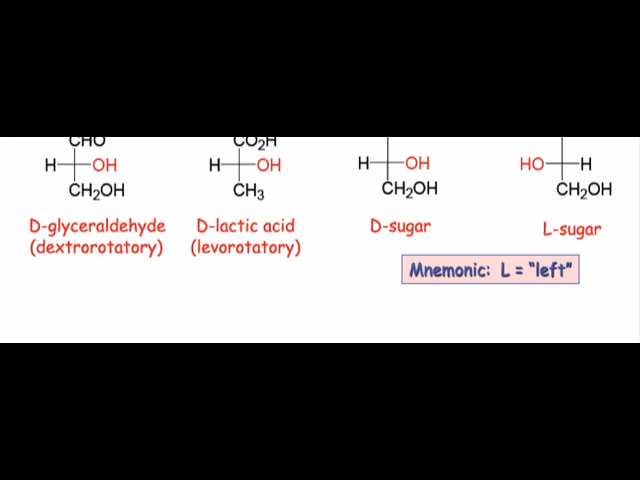 CHO
CO₂H
H OH
H OH
H OH
HO H
CH₂OH
CH₃
CH₂OH
CH₂OH
D-glyceraldehyde
(dextrorotatory)
D-lactic acid
(levorotatory)
D-sugar
L-sugar
Mnemonic: L = "left"